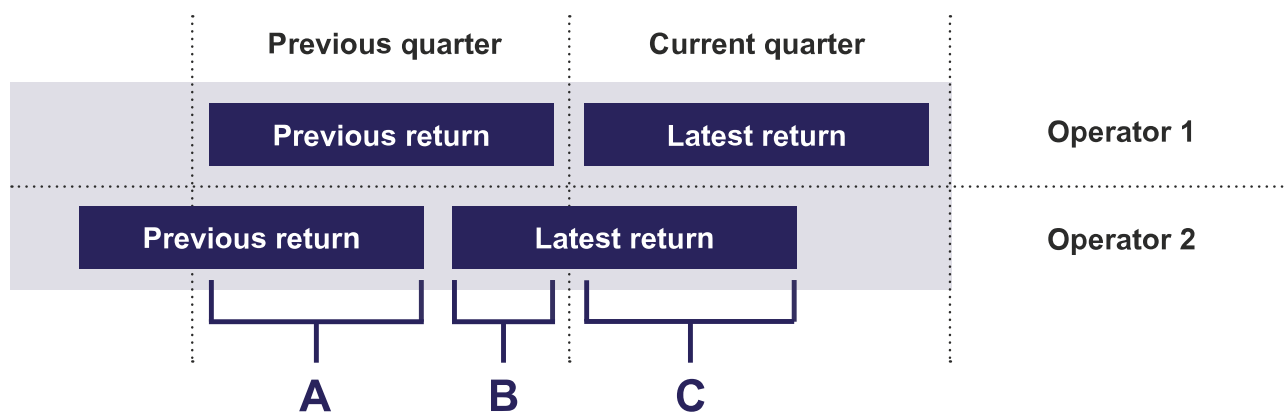 Previous quarter
Current quarter
Previous return
Latest return
Operator 1
Previous return
Latest return
Operator 2
A
B
C